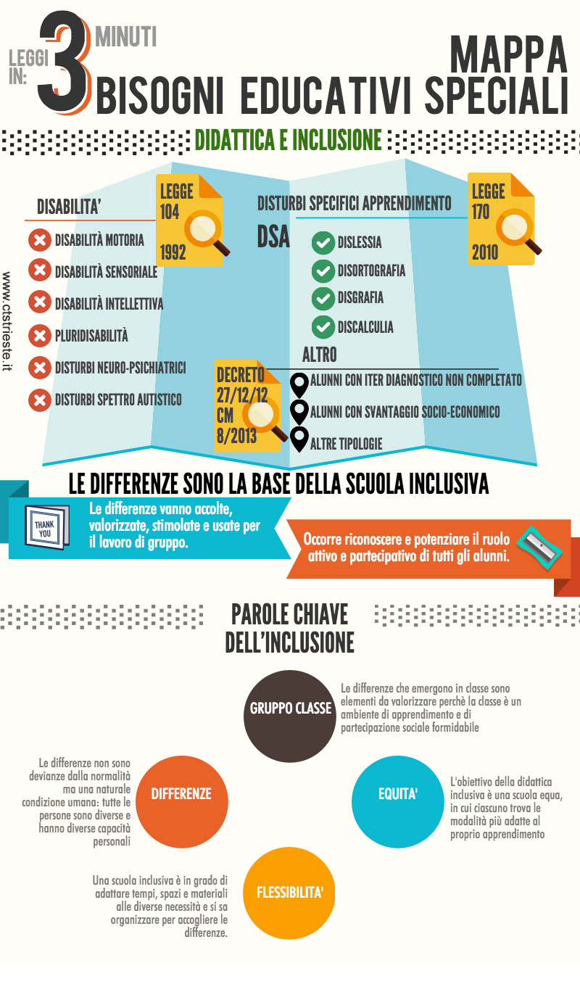 LEGGI
IN:
3
MINUTI
MAPPA
BISOGNI EDUCATIVI SPECIALI
DIDATTICA E INCLUSIONE
DISABILITA'
LEGGE
104
1992
DISABILITÀ MOTORIA
DISABILITÀ SENSORIALE
DISABILITÀ INTELLETTIVA
PLURIDISABILITÀ
DISTURBI NEURO-PSICHIATRICI
DISTURBI SPETTRO AUTISTICO
www.ctstrieste.it
DISTURBI SPECIFICI APPRENDIMENTO
DSA
LEGGE
170
2010
DISLESSIA
DISORTOGRAFIA
DISGRAFIA
DISCALCULIA
ALTRO
DECRETO
27/12/12
CM
8/2013
ALUNNI CON ITER DIAGNOSTICO NON COMPLETATO
ALUNNI CON SVANTAGGIO SOCIO-ECONOMICO
ALTRE TIPOLOGIE
LE DIFFERENZE SONO LA BASE DELLA SCUOLA INCLUSIVA
THANK
YOU
Le differenze vanno accolte,
valorizzate, stimolate e usate per
il lavoro di gruppo.
Occorre riconoscere e potenziare il ruolo
attivo e partecipativo di tutti gli alunni.
PAROLE CHIAVE
DELL'INCLUSIONE
GRUPPO CLASSE
Le differenze che emergono in classe sono
elementi da valorizzare perchè la classe è un
ambiente di apprendimento e di
partecipazione sociale formidabile
Le differenze non sono
devianze dalla normalità
ma una naturale
condizione umana: tutte le
persone sono diverse e
hanno diverse capacità
personali
DIFFERENZE
EQUITA'
L'obiettivo della didattica
inclusiva è una scuola equa,
in cui ciascuno trova le
modalità più adatte al
proprio apprendimento
Una scuola inclusiva è in grado di
adattare tempi, spazi e materiali
alle diverse necessità e si sa
organizzare per accogliere le
differenze.
FLESSIBILITA'